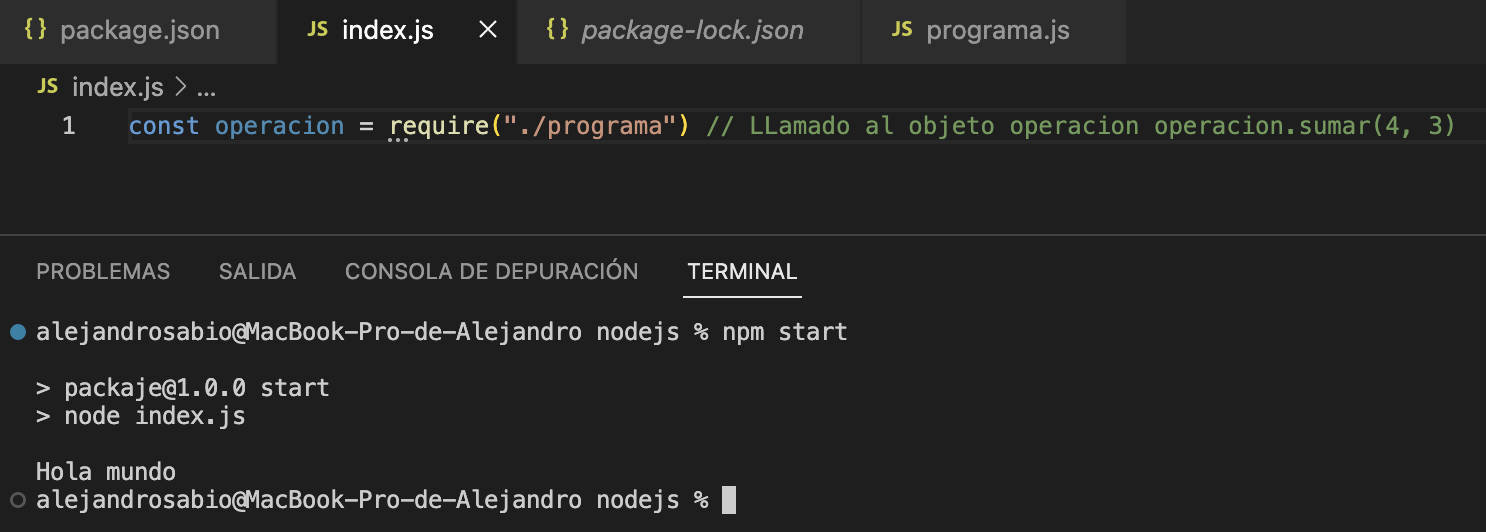 {} package.json JS index.js × {} package-lock.json JS programa.js
JS index.js > ...
1 const operacion = require("./programa") // LLamado al objeto operacion operacion.sumar(4, 3)
PROBLEMAS SALIDA CONSOLA DE DEPURACIÓN TERMINAL
alejandrosabio@MacBook-Pro-de-Alejandro nodejs % npm start
> packaje@1.0.0 start
> node index.js
Hola mundo
alejandrosabio@MacBook-Pro-de-Alejandro nodejs %